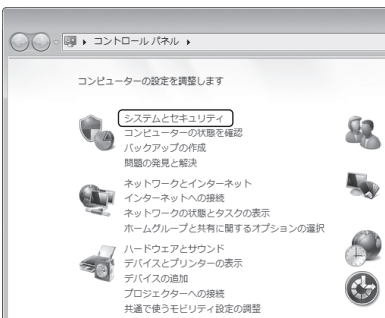 コントロール パネル
コンピューターの設定を調整します
システムとセキュリティ
コンピューターの状態を確認
バックアップの作成
問題の発見と解決
ネットワークとインターネット
インターネットへの接続
ネットワークの状態とタスクの表示
ホームグループと共有に関するオプションの選択
ハードウェアとサウンド
デバイスとプリンターの表示
デバイスの追加
プロジェクターへの接続
共通で使うモビリティ設定の調整